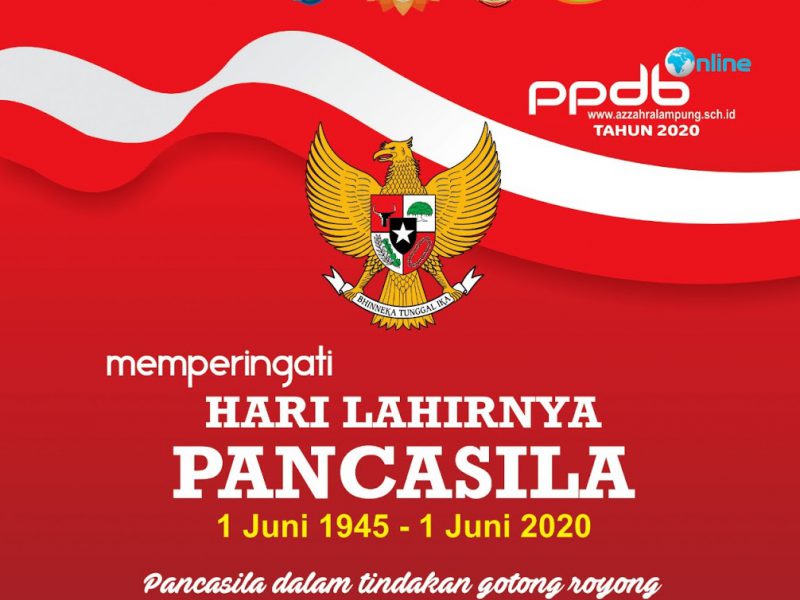 ppdb Online
www.azzahralampung.sch.id
TAHUN 2020
BHINNEKA TUNGGAL IKA
memperingati
HARI LAHIRNYA
PANCASILA
1 Juni 1945 - 1 Juni 2020
Pancasila dalam tindakan gotong royong